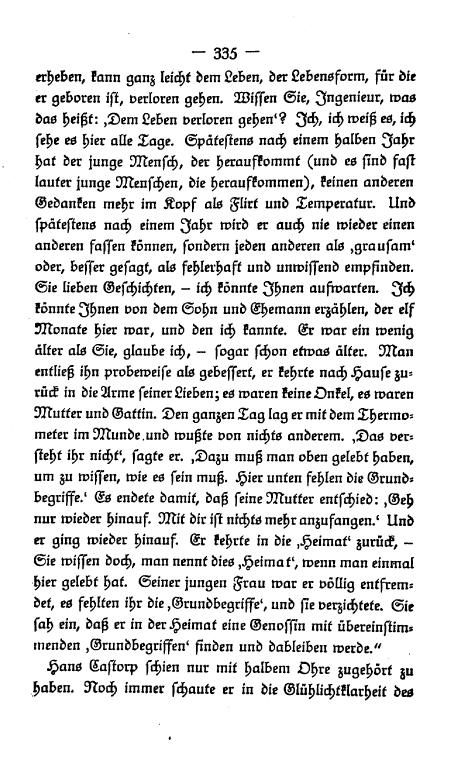 — 335 —
erheben, kann ganz leicht dem Leben, der Lebensform, für die
er geboren ist, verloren gehen. Wissen Sie, Ingenieur, was
das heißt: ‚Dem Leben verloren gehen‘? Ich, ich weiß es, ich
sehe es hier alle Tage. Spätestens nach einem halben Jahr
hat der junge Mensch, der heraufkommt (und es sind fast
lauter junge Menschen, die heraufkommen), keinen anderen
Gedanken mehr im Kopf als Flirt und Temperatur. Und
spätestens nach einem Jahr wird er auch nie wieder einen
anderen fassen können, sondern jeden anderen als ‚grausam‘
oder, besser gesagt, als fehlerhaft und unwissend empfinden.
Sie lieben Geschichten, – ich könnte Ihnen aufwarten. Ich
könnte Ihnen von dem Sohn und Ehemann erzählen, der elf
Monate hier war, und den ich kannte. Er war ein wenig
älter als Sie, glaube ich, – sogar schon etwas älter. Man
entließ ihn probeweise als gebessert, er kehrte nach Hause zu-
rück in die Arme seiner Lieben; es waren keine Onkel, es waren
Mutter und Gattin. Den ganzen Tag lag er mit dem Thermo-
meter im Munde und wußte von nichts anderem. ‚Das ver-
steht ihr nicht‘, sagte er. ‚Dazu muß man oben gelebt haben,
um zu wissen, wie es sein muß. Hier unten fehlen die Grund-
begriffe.‘ Es endete damit, daß seine Mutter entschied: ‚Geh
nur wieder hinauf. Mit dir ist nichts mehr anzufangen.‘ Und
er ging wieder hinauf. Er kehrte in die ‚Heimat‘ zurück, –
Sie wissen doch, man nennt dies ‚Heimat‘, wenn man einmal
hier gelebt hat. Seiner jungen Frau war er völlig entfrem-
det, es fehlten ihr die ‚Grundbegriffe‘, und sie verzichtete. Sie
sah ein, daß er in der Heimat eine Genossin mit übereinstim-
menden ‚Grundbegriffen‘ finden und dableiben werde.“
Hans Castorp schien nur mit halbem Ohre zugehört zu
haben. Noch immer schaute er in die Glühlichtklarheit des